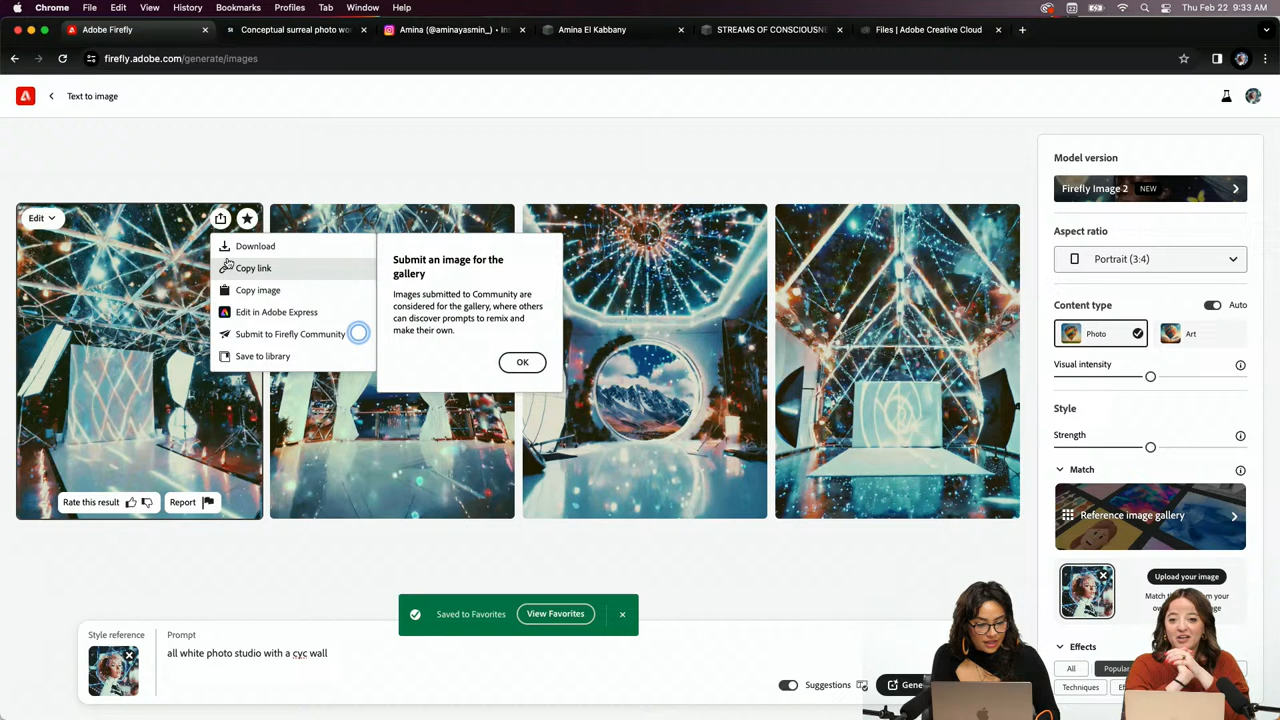 Chrome File Edit View History Bookmarks Profiles Tab Window Help
Thu Feb 22 9:33 AM
Adobe Firefly
Conceptual surreal photo wo
Amina (@aminayasmin_) • Ins
Amina El Kabbany
STREAMS OF CONSCIOUSNE
Files | Adobe Creative Cloud
firefly.adobe.com/generate/images
Text to image
Edit
Download
Copy link
Copy image
Edit in Adobe Express
Submit to Firefly Community
Save to library
Submit an image for the
gallery
Images submitted to Community are
considered for the gallery, where others
can discover prompts to remix and
make their own.
OK
Rate this result
Report
Model version
Firefly Image 2 NEW
Aspect ratio
Portrait (3:4)
Content type
Auto
Photo
Art
Visual intensity
Style
Strength
Match
Reference image gallery
Upload your image
Effects
All
Popular
Techniques
Saved to Favorites
View Favorites
Style reference
Prompt
all white photo studio with a cyc wall
Suggestions
Gene